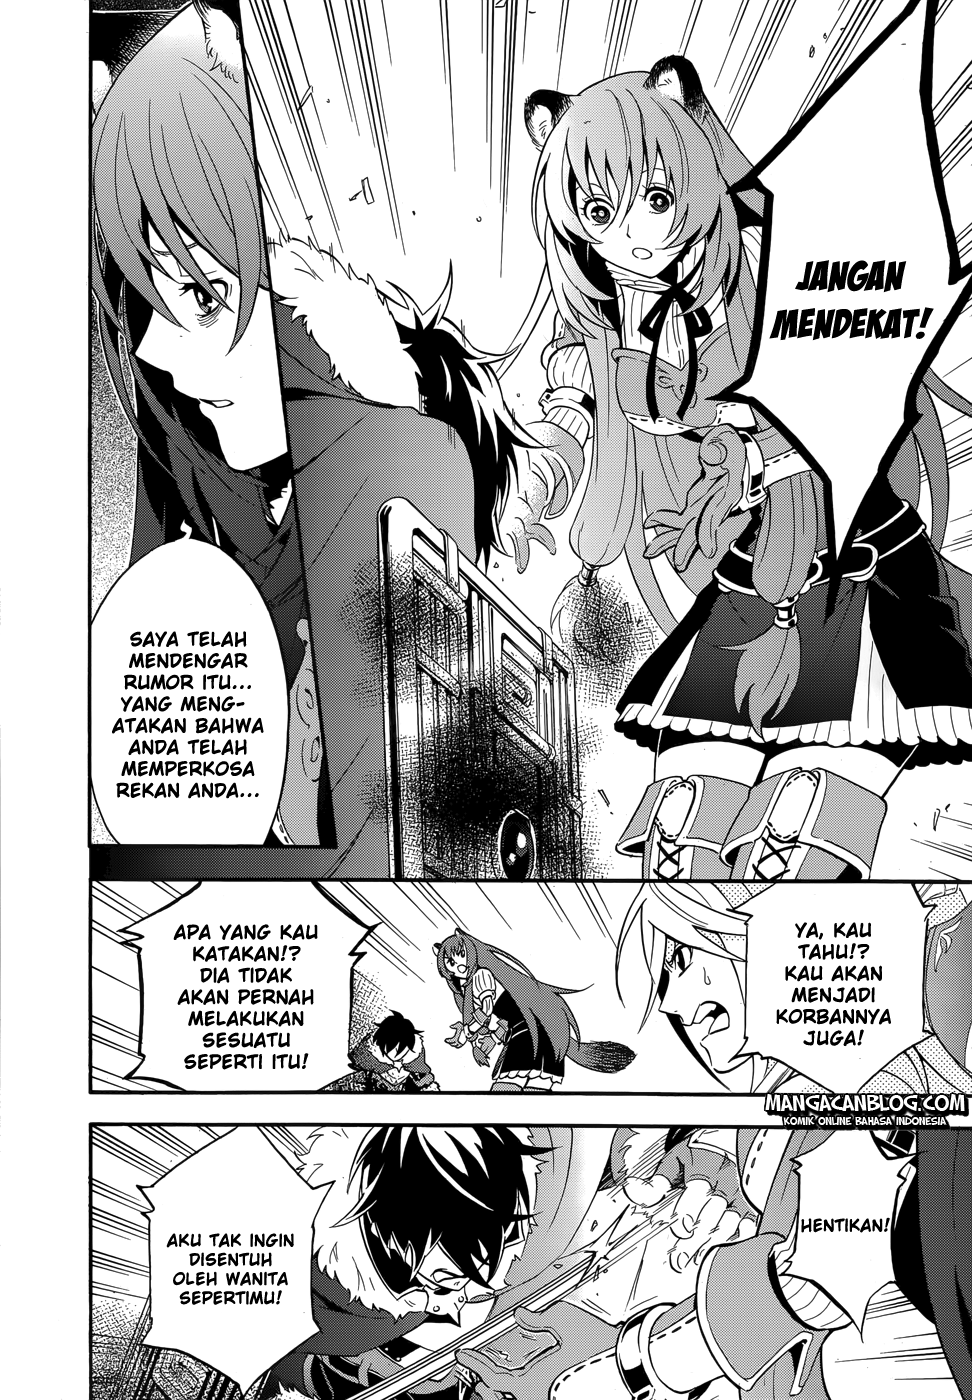 JANGAN
MENDEKAT!
SAYA TELAH
MENDENGAR
RUMOR ITU...
YANG MENG-
ATAKAN BAHWA
ANDA TELAH
MEMPERKOSA
REKAN ANDA...
YA, KAU
TAHU!?
KAU AKAN
MENJADI
KORBANNYA
JUGA!
APA YANG KAU
KATAKAN!?
DIA TIDAK
AKAN PERNAH
MELAKUKAN
SESUATU
SEPERTI ITU!
MANGACANBLOG.COM
KOMIK ONLINE BAHASA INDONESIA
HENTIKAN!
AKU TAK INGIN
DISENTUH
OLEH WANITA
SEPERTIMU!